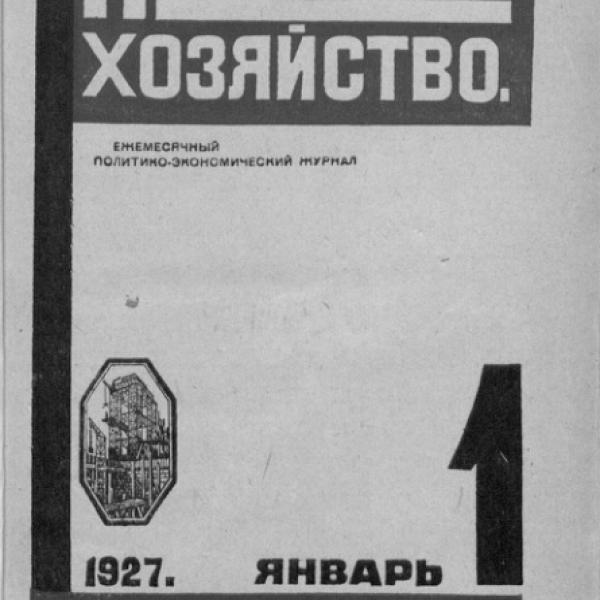 ХОЗЯЙСТВО.
ЕЖЕМЕСЯЧНЫЙ
ПОЛИТИКО-ЭКОНОМИЧЕСКИЙ ЖУРНАЛ
1927. ЯНВАРЬ 1